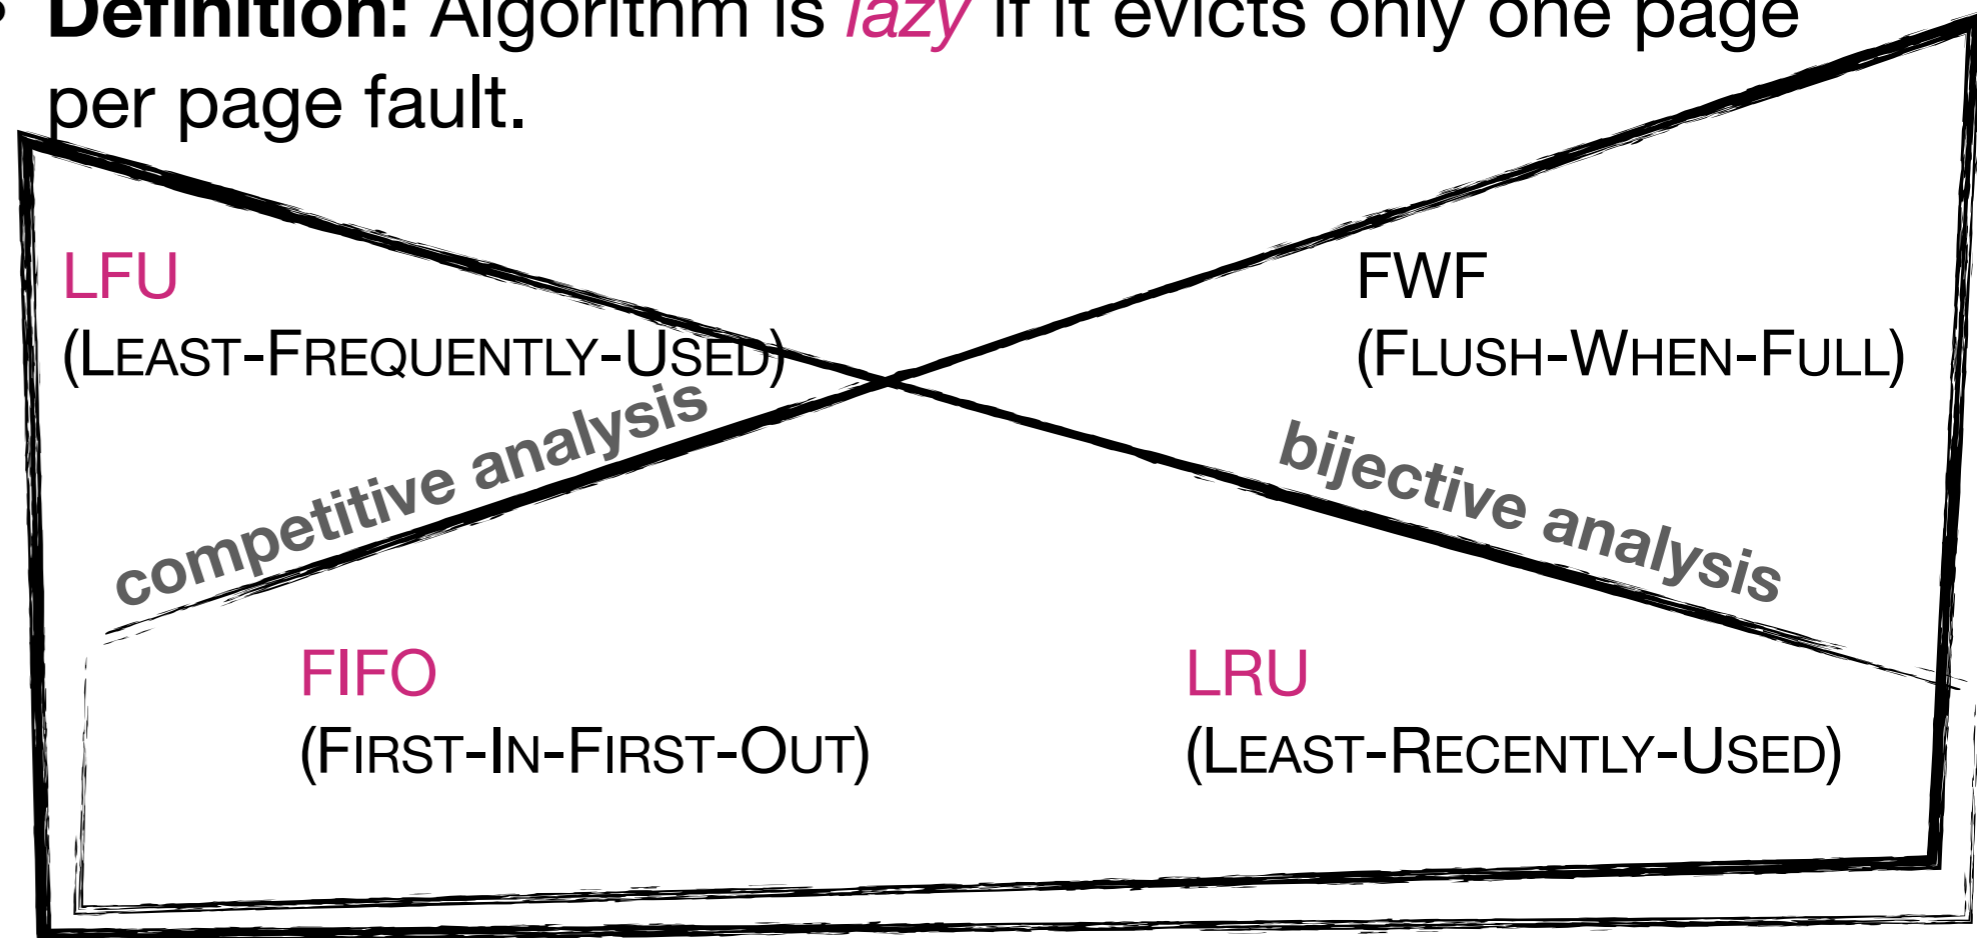 • Definition: Algorithm is lazy if it evicts only one page
per page fault.
LFU
(LEAST-FREQUENTLY-USED)
FWF
(FLUSH-WHEN-FULL)
competitive analysis
bijective analysis
FIFO
(FIRST-IN-FIRST-OUT)
LRU
(LEAST-RECENTLY-USED)